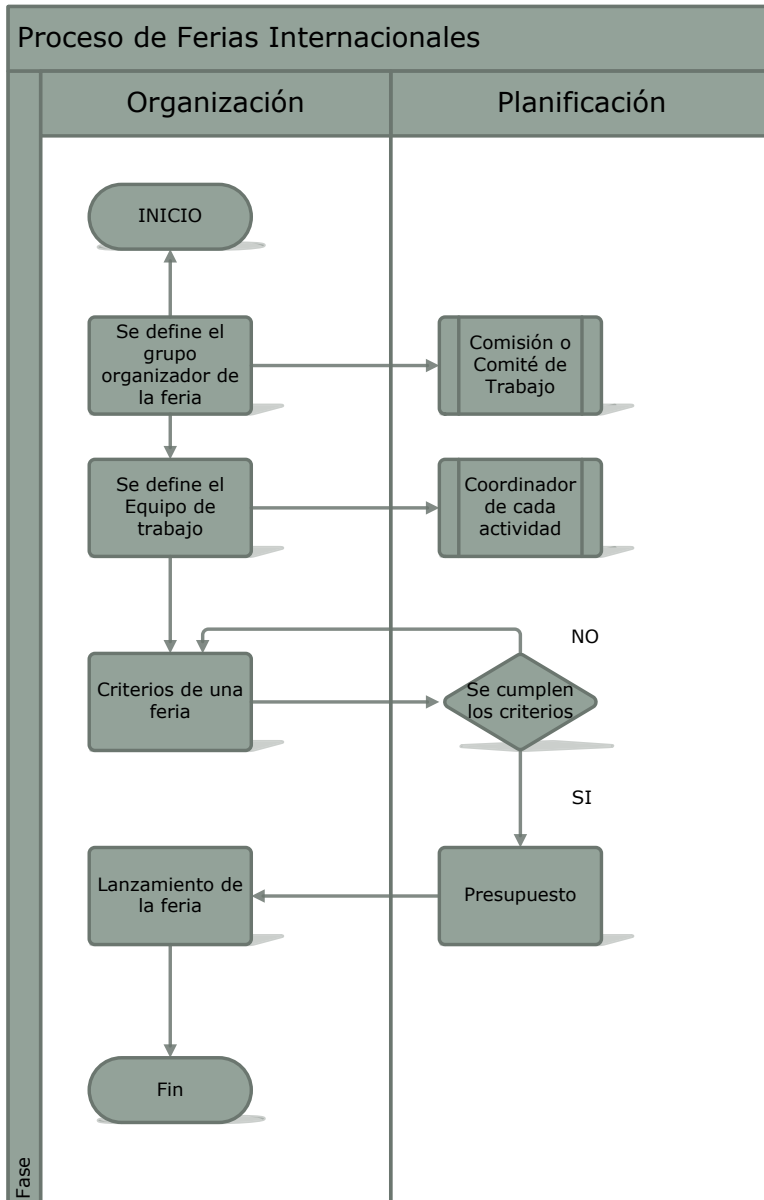 Proceso de Ferias Internacionales
Organización
Planificación
INICIO
Se define el
grupo
organizador de
la feria
Comisión o
Comité de
Trabajo
Se define el
Equipo de
trabajo
Coordinador
de cada
actividad
NO
Criterios de una
feria
Se cumplen
los criterios
SI
Lanzamiento de
la feria
Presupuesto
Fin
Fase